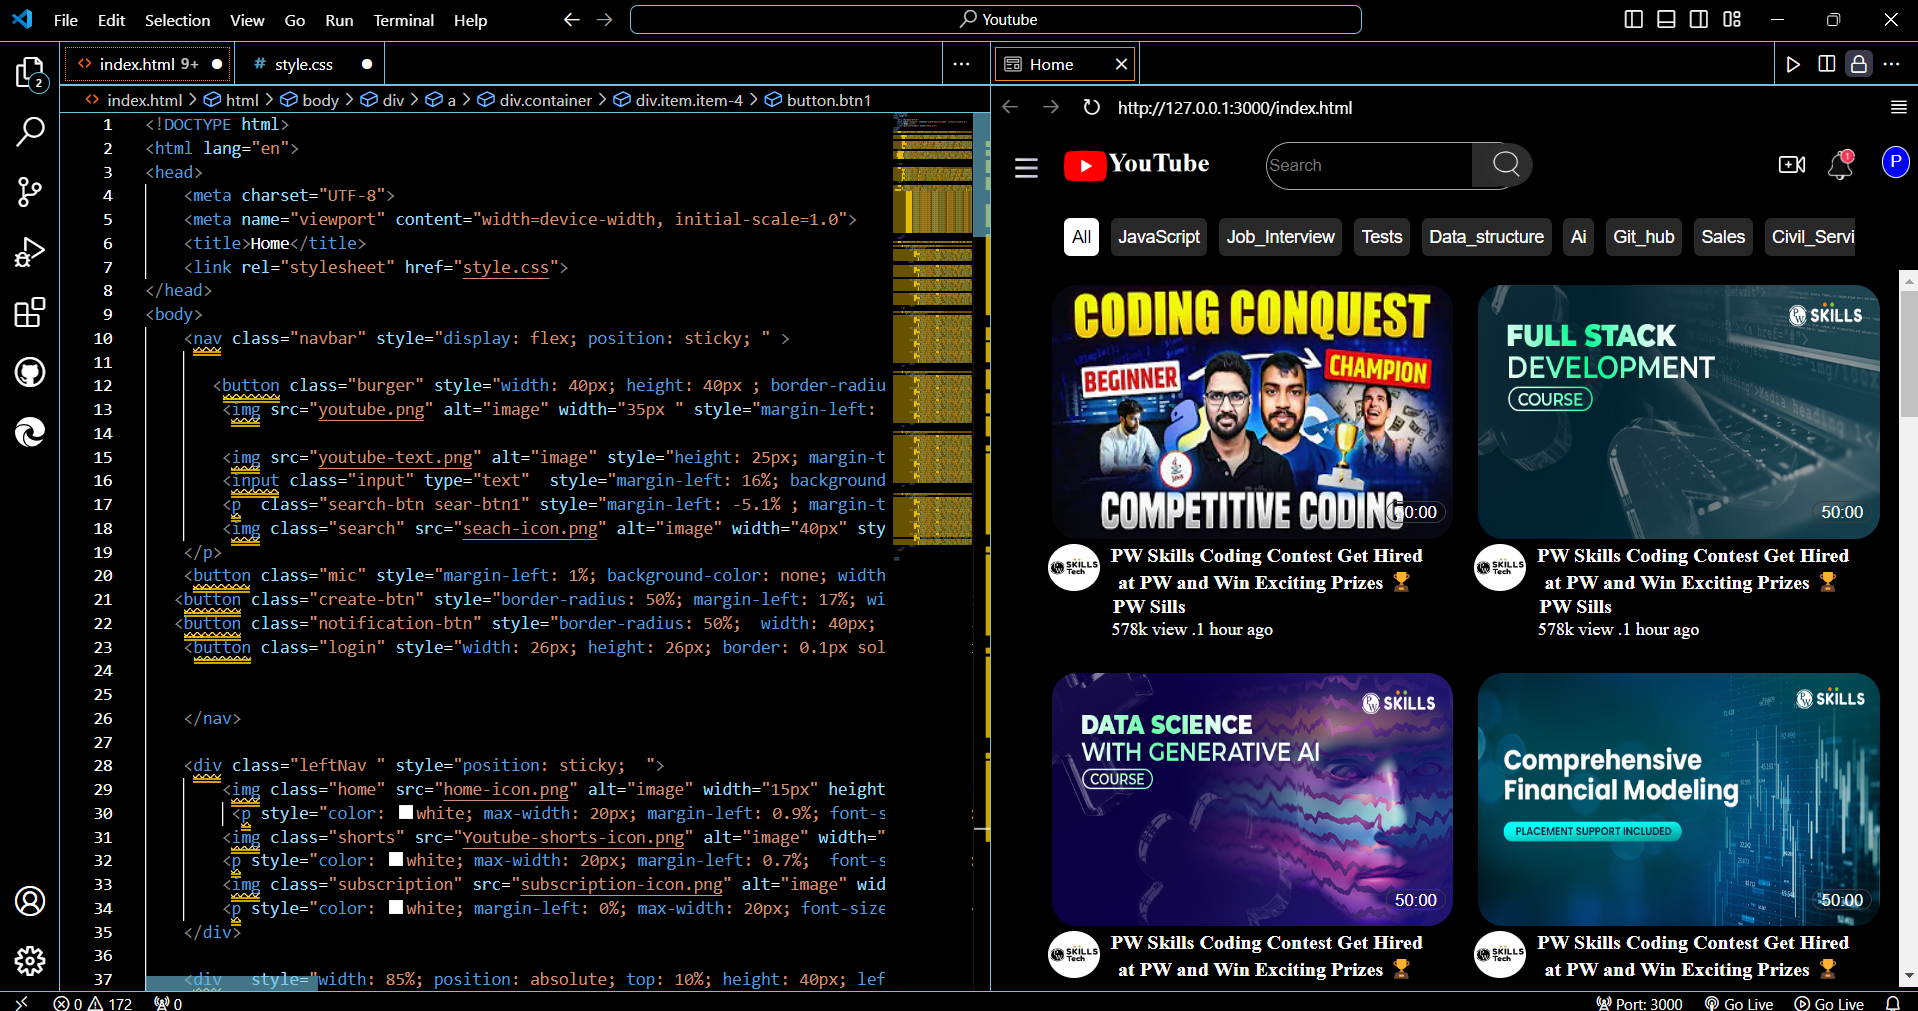 File Edit Selection View Go Run Terminal Help
Youtube
index.html 9+
style.css
Home
index.html > html > body > div > a > div.container > div.item.item-4 > button.btn1
http://127.0.0.1:3000/index.html
1 <!DOCTYPE html>
2 <html lang="en">
3 <head>
4 <meta charset="UTF-8">
5 <meta name="viewport" content="width=device-width, initial-scale=1.0">
6 <title>Home</title>
7 <link rel="stylesheet" href="style.css">
8 </head>
9 <body>
10 <nav class="navbar" style="display: flex; position: sticky; " >
11
12 <button class="burger" style="width: 40px; height: 40px ; border-radiu
13 <img src="youtube.png" alt="image" width="35px " style="margin-left:
14
15 <img src="youtube-text.png" alt="image" style="height: 25px; margin-t
16 <input class="input" type="text"  style="margin-left: 16%; background
17 <p  class="search-btn sear-btn1" style="margin-left: -5.1% ; margin-t
18 <img class="search" src="seach-icon.png" alt="image" width="40px" sty
19 </p>
20 <button class="mic" style="margin-left: 1%; background-color: none; width
21 <button class="create-btn" style="border-radius: 50%; margin-left: 17%; wi
22 <button class="notification-btn" style="border-radius: 50%;  width: 40px;
23 <button class="login" style="width: 26px; height: 26px; border: 0.1px sol
24
25
26 </nav>
27
28 <div class="leftNav " style="position: sticky;  ">
29 <img class="home" src="home-icon.png" alt="image" width="15px" height
30 <p style="color: white; max-width: 20px; margin-left: 0.9%; font-s
31 <img class="shorts" src="Youtube-shorts-icon.png" alt="image" width="
32 <p style="color: white; max-width: 20px; margin-left: 0.7%;  font-s
33 <img class="subscription" src="subscription-icon.png" alt="image" wid
34 <p style="color: white; margin-left: 0%; max-width: 20px; font-size
35 </div>
36
37 <div   style="width: 85%; position: absolute; top: 10%; height: 40px; lef
2
YouTube
Search
1
P
All JavaScript Job_Interview Tests Data_structure Ai Git_hub Sales Civil_Servi
CODING CONQUEST
BEGINNER
CHAMPION
COMPETITIVE CODING
50:00
PW SKILLS
FULL STACK
DEVELOPMENT
COURSE
50:00
SKILLS
Tech
PW Skills Coding Contest Get Hired
at PW and Win Exciting Prizes 🏆
PW Sills
578k view .1 hour ago
SKILLS
Tech
PW Skills Coding Contest Get Hired
at PW and Win Exciting Prizes 🏆
PW Sills
578k view .1 hour ago
PW SKILLS
DATA SCIENCE
WITH GENERATIVE AI
COURSE
50:00
PW SKILLS
Comprehensive
Financial Modeling
PLACEMENT SUPPORT INCLUDED
50:00
SKILLS
Tech
PW Skills Coding Contest Get Hired
at PW and Win Exciting Prizes 🏆
SKILLS
Tech
PW Skills Coding Contest Get Hired
at PW and Win Exciting Prizes 🏆
0 172 0
Port: 3000 Go Live Go Live